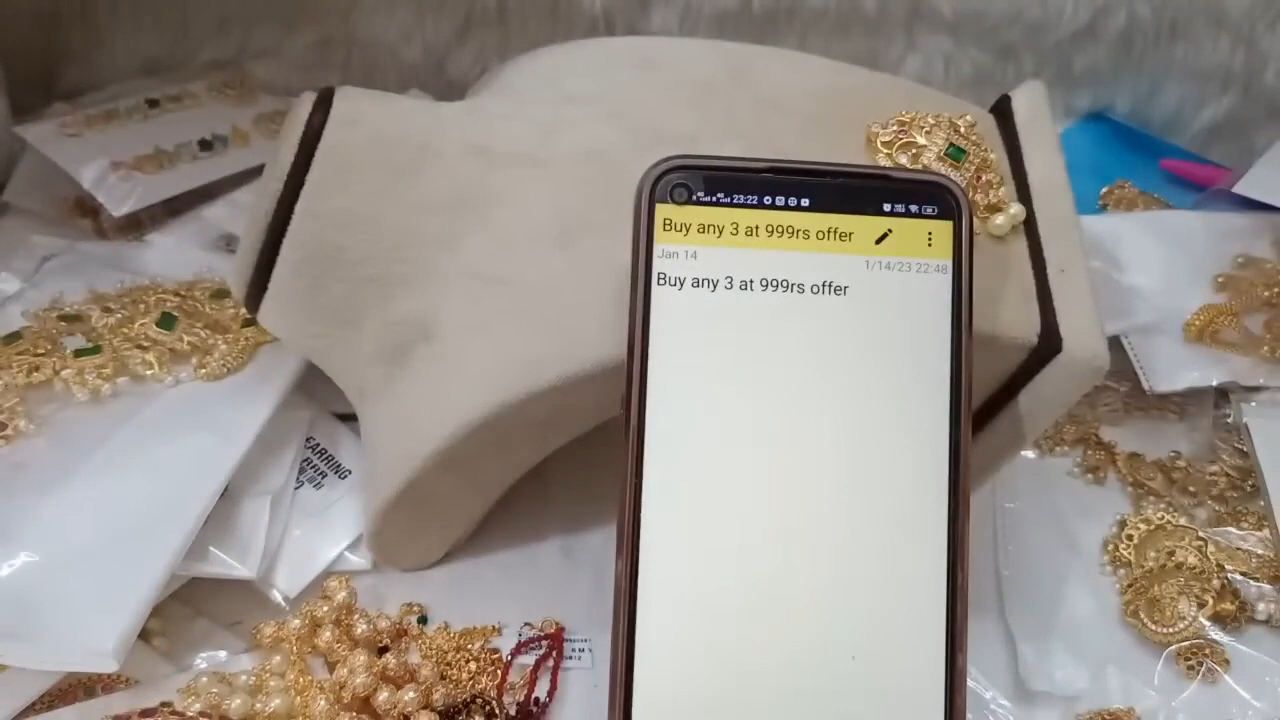 23:22
Buy any 3 at 999rs offer
Jan 14
1/14/23 22:48
Buy any 3 at 999rs offer
EARRING